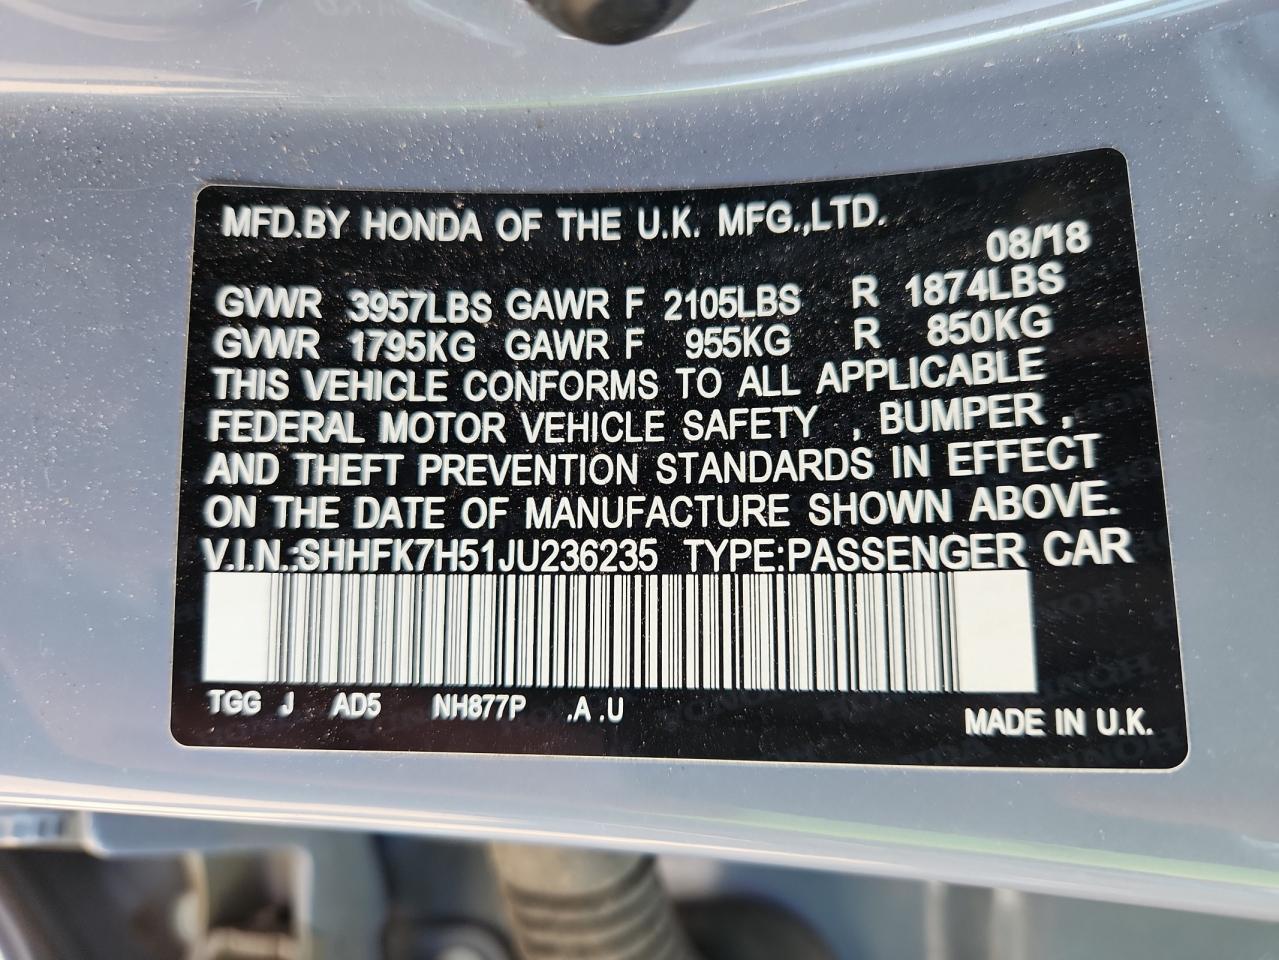 MFD.BY HONDA OF THE U.K. MFG.,LTD.
08/18
GVWR 3957LBS GAWR F 2105LBS R 1874LBS
GVWR 1795KG GAWR F 955KG R 850KG
THIS VEHICLE CONFORMS TO ALL APPLICABLE
FEDERAL MOTOR VEHICLE SAFETY , BUMPER ,
AND THEFT PREVENTION STANDARDS IN EFFECT
ON THE DATE OF MANUFACTURE SHOWN ABOVE.
V.I.N.:SHHFK7H51JU236235 TYPE:PASSENGER CAR
TGG J AD5 NH877P .A .U
MADE IN U.K.